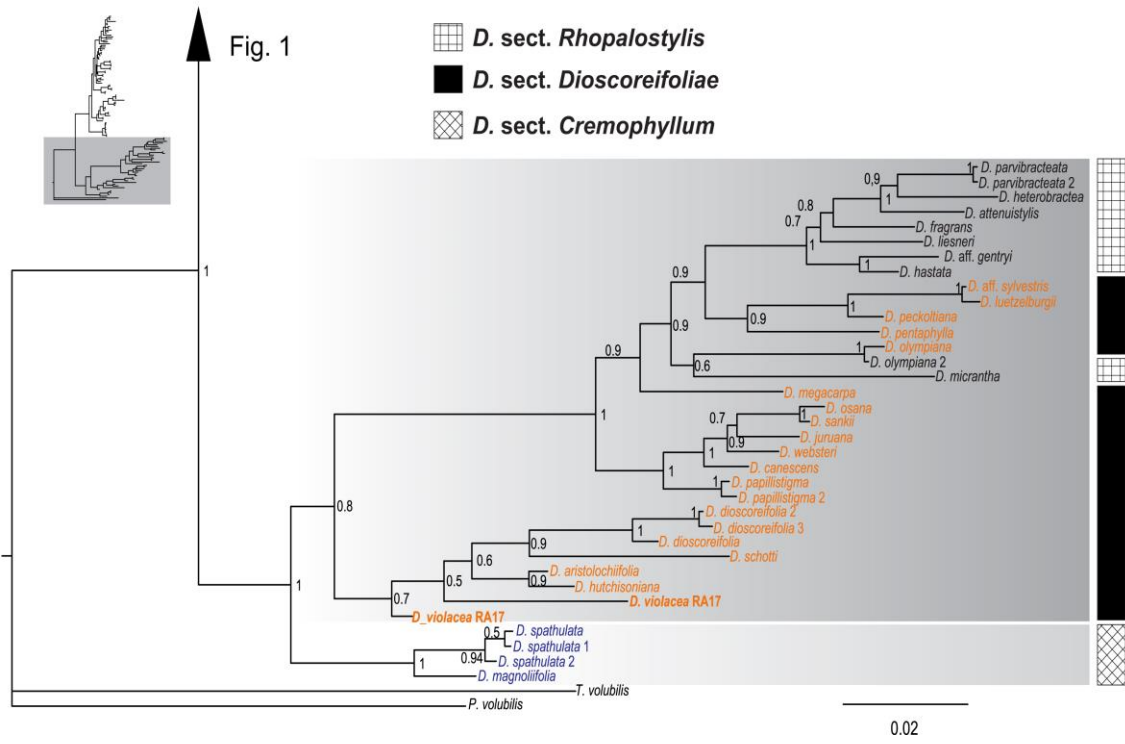 Fig. 1
D. sect. Rhopalostylis
D. sect. Dioscoreifoliae
D. sect. Cremophyllum
1 D. parvibracteata
0,9 D. parvibracteata 2
1 D. heterobractea
0.8 D. attenuistylis
0.7 D. fragrans
1 D. liesneri
D. aff. gentryi
1 D. hastata
0.9
1 D. aff. sylvestris
D. luetzelburgii
1 D. peckoltiana
0.9 D. pentaphylla
0.9
1 D. olympiana
D. olympiana 2
0.6 D. micrantha
0.9
D. megacarpa
1
1 D. osana
D. sankii
0.7 D. juruana
0.9 D. websteri
1 D. canescens
1 D. papillistigma
1 D. papillistigma 2
0.8
1 D. dioscoreifolia 2
D. dioscoreifolia 3
1 D. dioscoreifolia
0.9 D. schotti
0.6 D. aristolochiifolia
0.9 D. hutchisoniana
0.5 D. violacea RA17
0.7 D_violacea RA17
1
1
0.5 D. spathulata
D. spathulata 1
0.94 D. spathulata 2
1 D. magnoliifolia
T. volubilis
P. volubilis
0.02